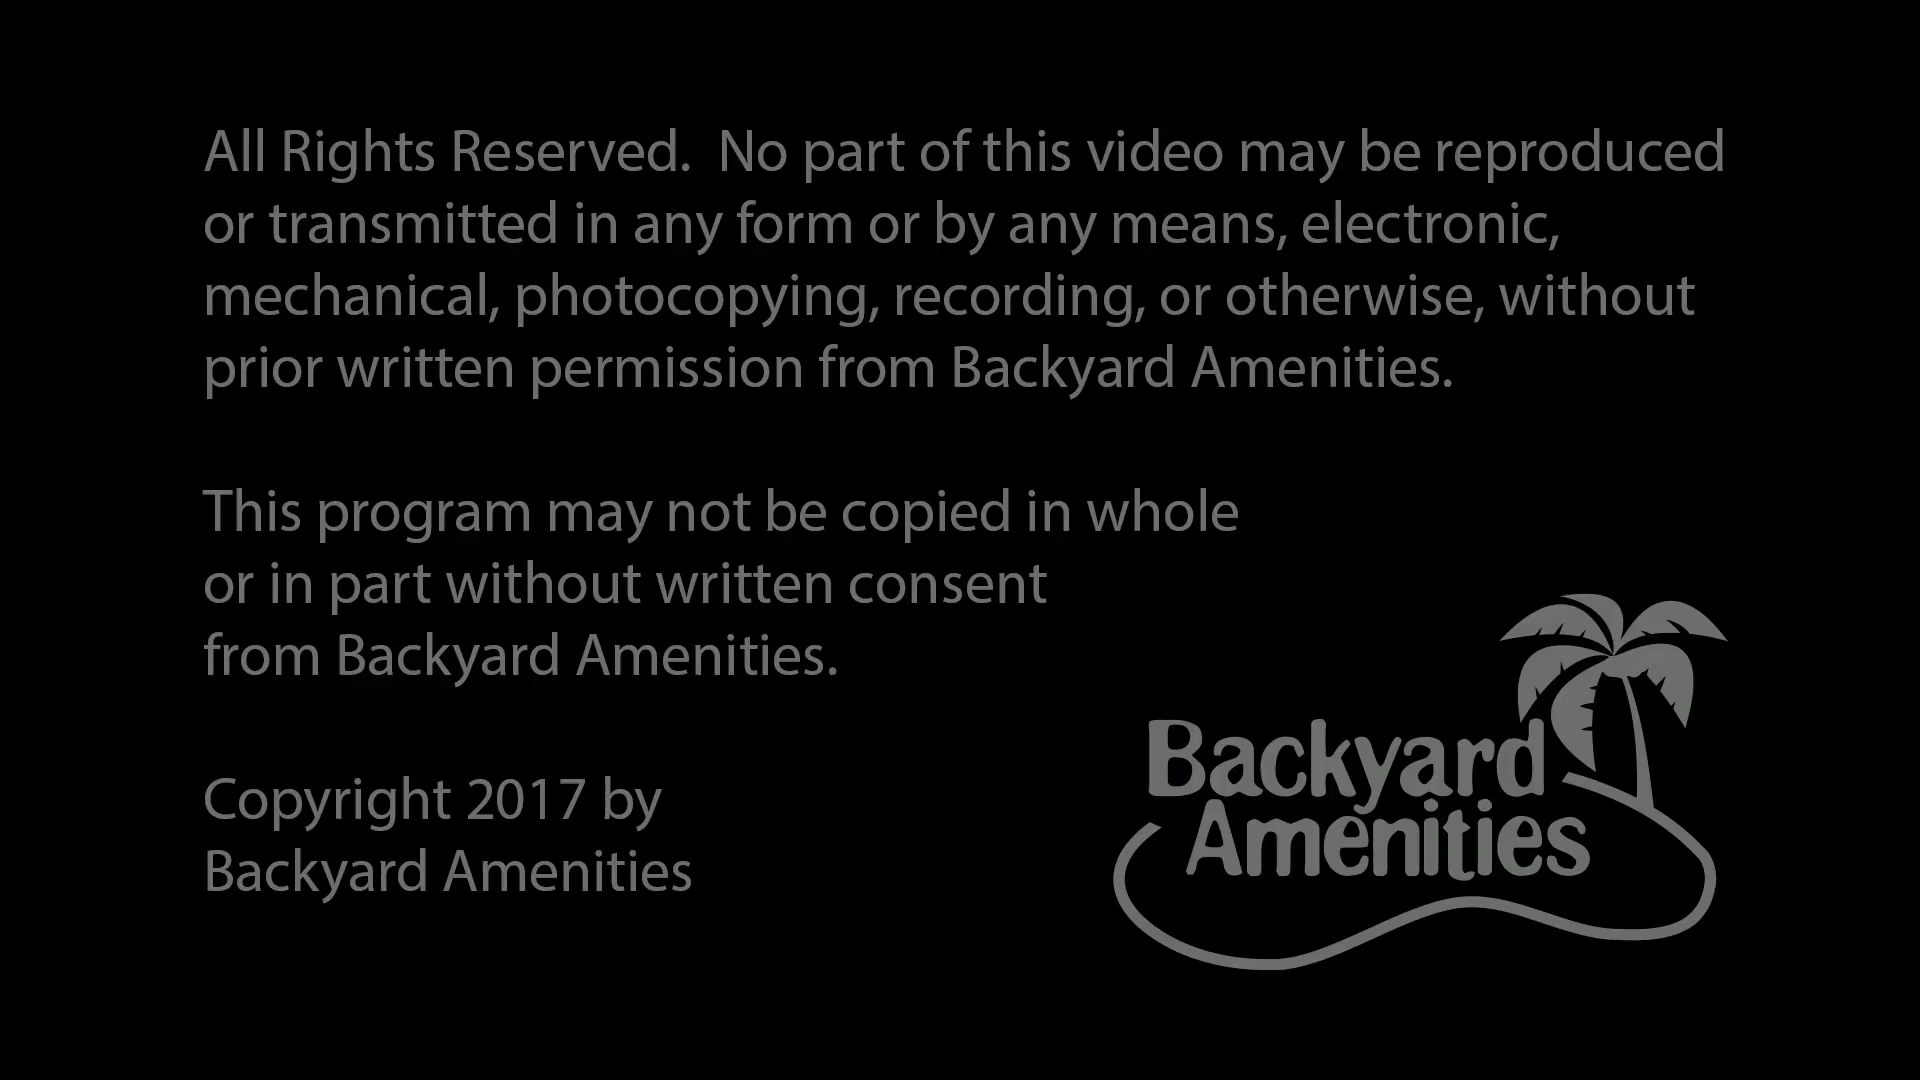 All Rights Reserved.  No part of this video may be reproduced
or transmitted in any form or by any means, electronic,
mechanical, photocopying, recording, or otherwise, without
prior written permission from Backyard Amenities.
This program may not be copied in whole
or in part without written consent
from Backyard Amenities.
Copyright 2017 by
Backyard Amenities
Backyard
Amenities